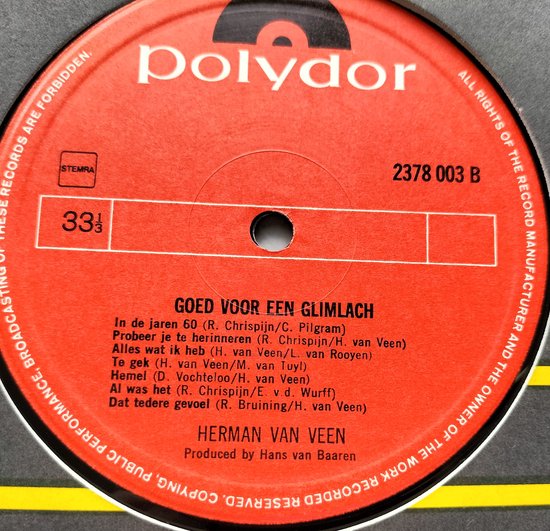 polydor
STEMRA
2378 003 B
33 1/3
GOED VOOR EEN GLIMLACH
In de jaren 60 (R. Chrispijn/C. Pilgram)
Probeer je te herinneren (R. Chrispijn/H. van Veen)
Alles wat ik heb (H. van Veen/L. van Rooyen)
Te gek (H. van Veen/M. van Tuyl)
Hemel (D. Vochteloo/H. van Veen)
Al was het (R. Chrispijn/E. v.d. Wurff)
Dat tedere gevoel (R. Bruining/H. van Veen)
HERMAN VAN VEEN
Produced by Hans van Baaren
ALL RIGHTS OF THE RECORD MANUFACTURER AND THE OWNER OF THE WORK RECORDED RESERVED. COPYING, PUBLIC PERFORMANCE, BROADCASTING OF THESE RECORDS ARE FORBIDDEN.